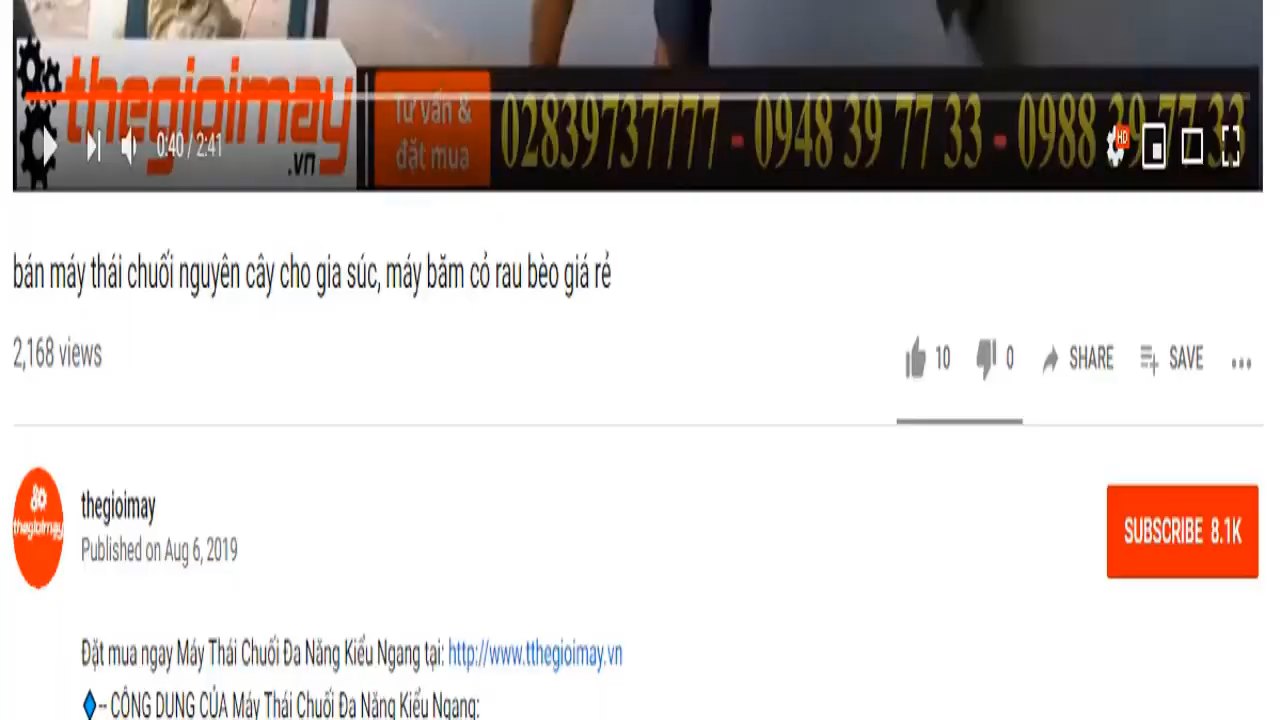 thegioimay
.vn
Tư vấn &
đặt mua
02839737777 - 0948 39 77 33 - 0988 39 77 33
HD
0:40 / 2:41
bán máy thái chuối nguyên cây cho gia súc, máy băm cỏ rau bèo giá rẻ
2,168 views
10 0 SHARE SAVE
thegioimay
thegioimay
Published on Aug 6, 2019
SUBSCRIBE 8.1K
Đặt mua ngay Máy Thái Chuối Đa Năng Kiểu Ngang tại: http://www.tthegioimay.vn
-- CÔNG DỤNG CỦA Máy Thái Chuối Đa Năng Kiểu Ngang: